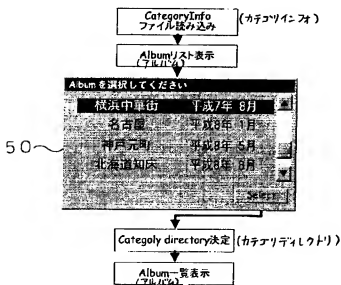 CategoryInfo
ファイル読み込み
(カテゴリインフォ)
Albumリスト表示
(アルバム)
Albumを選択してください
横浜中華街 平成7年 8月
名古屋 平成8年 1月
神戸元町 平成8年 5月
北海道知床 平成8年 8月
50
Select
Categoly directory決定
(カテゴリディレクトリ)
Album一覧表示
(アルバム)